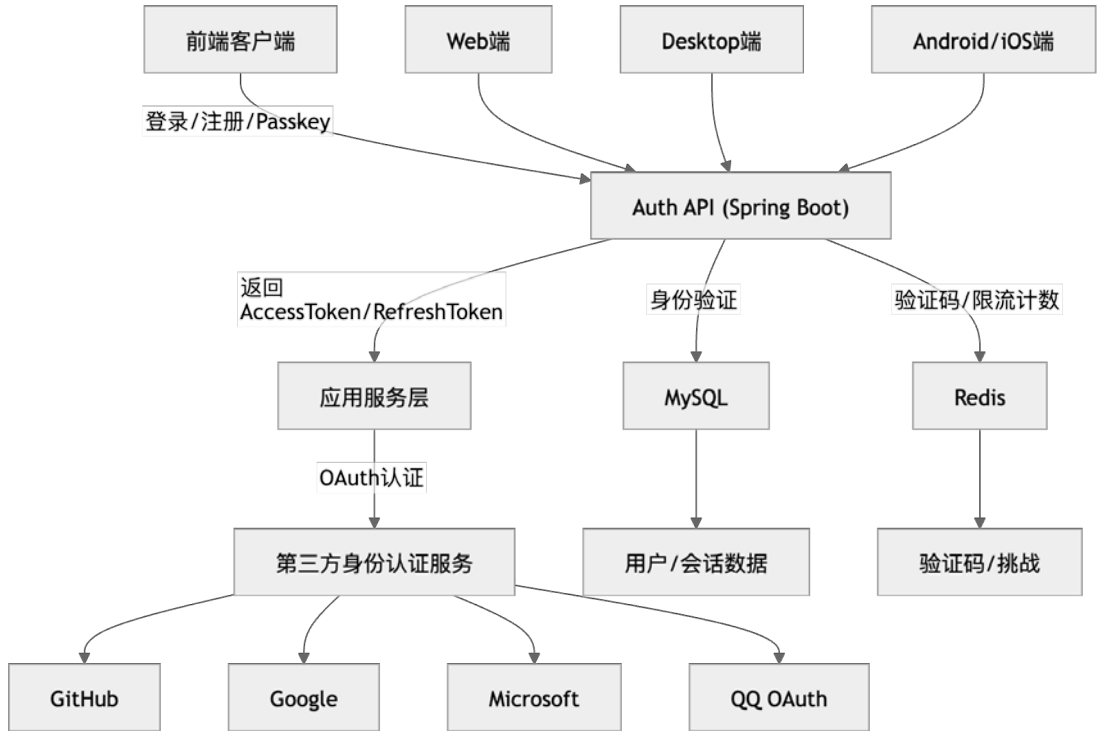 前端客户端
Web端
Desktop端
Android/iOS端
登录/注册/Passkey
Auth API (Spring Boot)
返回
AccessToken/RefreshToken
身份验证
验证码/限流计数
应用服务层
MySQL
Redis
OAuth认证
第三方身份认证服务
用户/会话数据
验证码/挑战
GitHub
Google
Microsoft
QQ OAuth